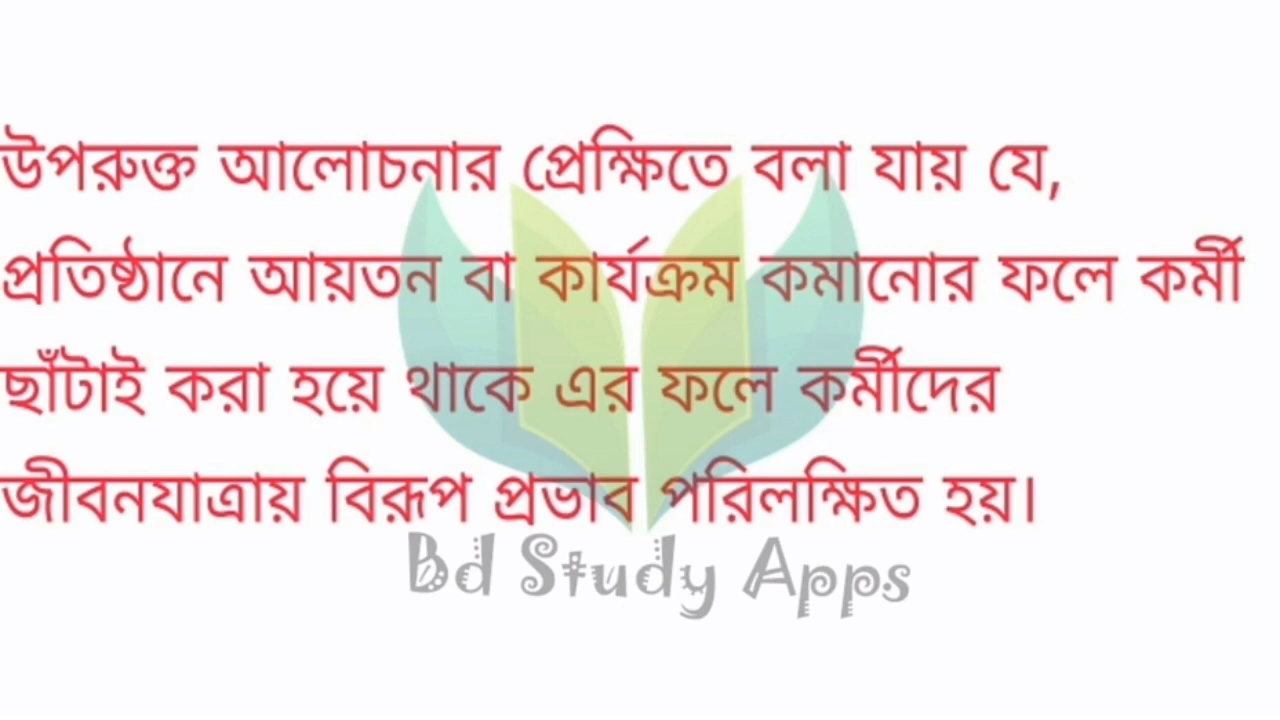 উপরুক্ত আলোচনার প্রেক্ষিতে বলা যায় যে,
প্রতিষ্ঠানে আয়তন বা কার্যক্রম কমানোর ফলে কর্মী
ছাঁটাই করা হয়ে থাকে এর ফলে কর্মীদের
জীবনযাত্রায় বিরূপ প্রভাব পরিলক্ষিত হয়।
Bd Study Apps